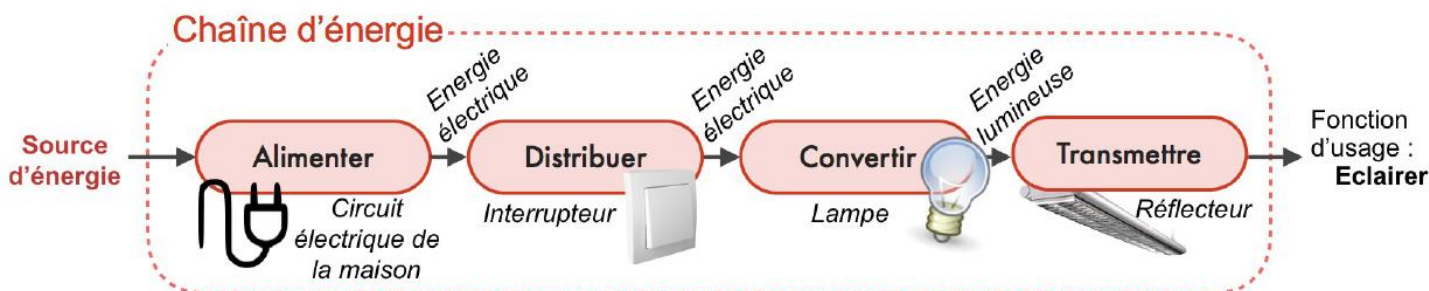 Chaîne d'énergie
Source
d'énergie
Alimenter
Circuit
électrique de
la maison
Energie
électrique
Distribuer
Interrupteur
Energie
électrique
Convertir
Lampe
Energie
lumineuse
Transmettre
Réflecteur
Fonction
d'usage :
Eclairer